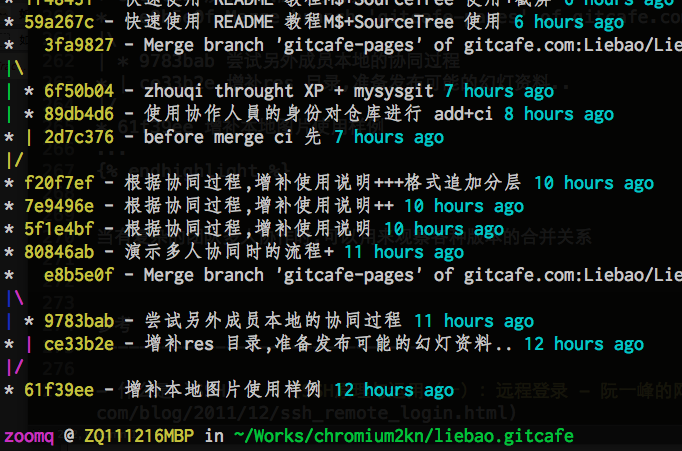 * 59a267c - 快速使用 README 教程M$+SourceTree 使用 6 hours ago
*   3fa9827 - Merge branch 'gitcafe-pages' of gitcafe.com:Liebao/Lie
|\
| * 6f50b04 - zhouqi throught XP + mysysgit 7 hours ago
| * 89db4d6 - 使用协作人員的身份对仓库进行 add+ci 8 hours ago
* | 2d7c376 - before merge ci 先 7 hours ago
|/
* f20f7ef - 根据协同过程,增补使用说明+++格式追加分层 10 hours ago
* 7e9496e - 根据协同过程,增补使用说明++ 10 hours ago
* 5f1e4bf - 根据协同过程,增补使用说明 10 hours ago
* 80846ab - 演示多人协同时的流程+ 11 hours ago
*   e8b5e0f - Merge branch 'gitcafe-pages' of gitcafe.com:Liebao/Lie
|\
| * 9783bab - 尝试另外成员本地的协同过程 11 hours ago
* | ce33b2e - 增补res 目录,准备发布可能的幻灯资料.. 12 hours ago
|/
* 61f39ee - 增补本地图片使用样例 12 hours ago
zoomq @ ZQ111216MBP in ~/Works/chromium2kn/liebao.gitcafe